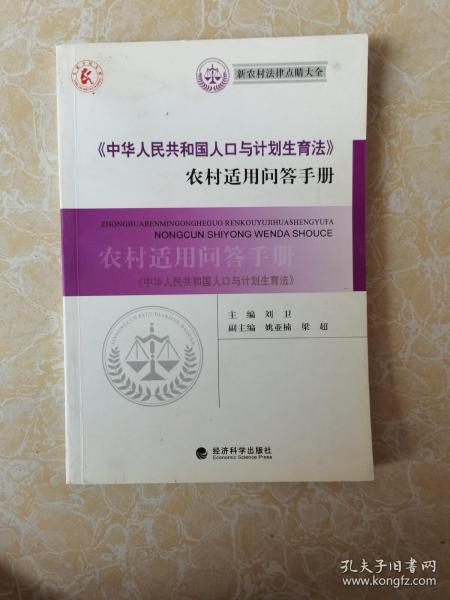 新农村法律点睛大全
《中华人民共和国人口与计划生育法》
农村适用问答手册
ZHONGHUARENMINGONGHEGUO RENKOUYUJIHUASHENGYUFA
NONGCUN SHIYONG WENDA SHOUCE
农村适用问答手册
《中华人民共和国人口与计划生育法》
主编 刘卫
副主编 姚亚楠 梁超
经济科学出版社
Economic Science Press
孔夫子旧书网
www.kongfz.com